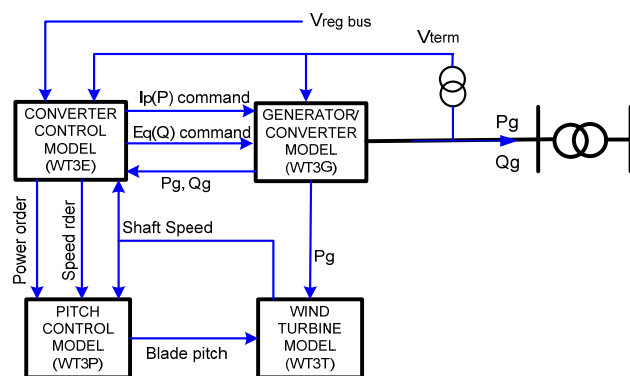 Vreg bus
Vterm
Ip(P) command
CONVERTER
CONTROL
MODEL
(WT3E)
Eq(Q) command
GENERATOR/
CONVERTER
MODEL
(WT3G)
Pg
Qg
Pg, Qg
Power order
Speed rder
Shaft Speed
Pg
PITCH
CONTROL
MODEL
(WT3P)
Blade pitch
WIND
TURBINE
MODEL
(WT3T)